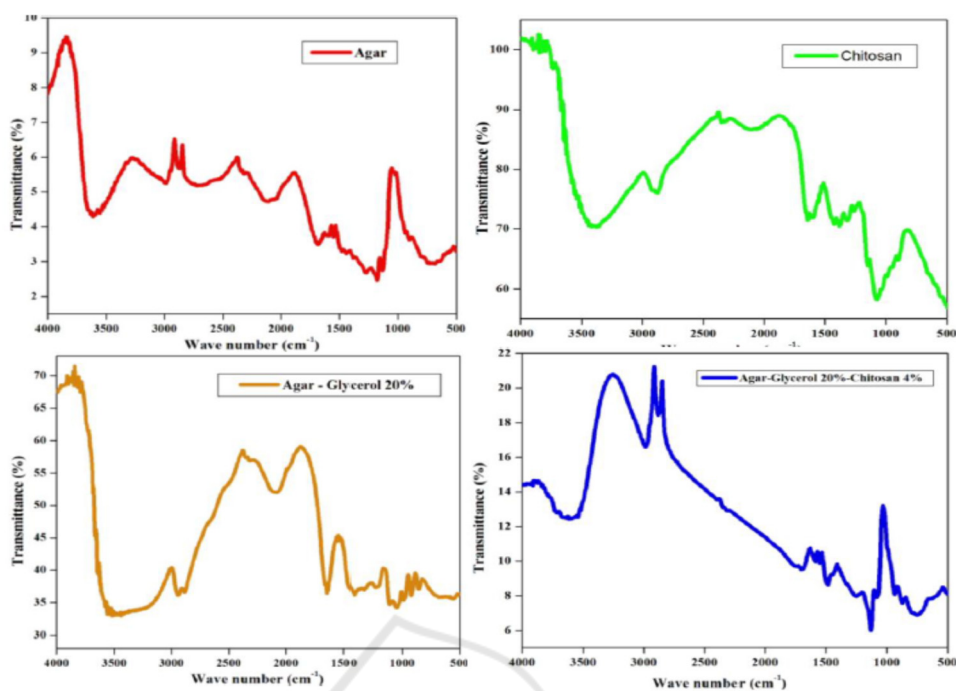 10
9
8
7
6
5
4
3
2
Transmittance (%)
Agar
4000 3500 3000 2500 2000 1500 1000 500
Wave number (cm⁻¹)
100
90
80
70
60
Transmittance (%)
Chitosan
4000 3500 3000 2500 2000 1500 1000 500
70
65
60
55
50
45
40
35
30
Transmittance (%)
Agar - Glycerol 20%
4000 3500 3000 2500 2000 1500 1000 500
Wave number (cm⁻¹)
22
20
18
16
14
12
10
8
6
Transmittance (%)
Agar-Glycerol 20%-Chitosan 4%
4000 3500 3000 2500 2000 1500 1000 500
Wave number (cm⁻¹)